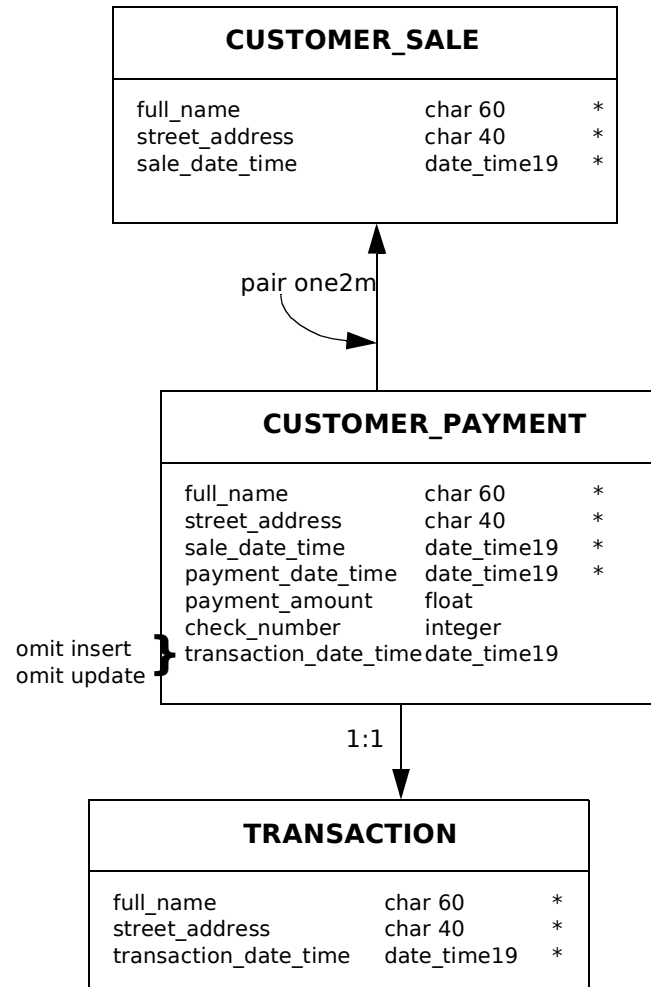 CUSTOMER_SALE
full_name char 60 *
street_address char 40 *
sale_date_time date_time19 *
pair one2m
CUSTOMER_PAYMENT
full_name char 60 *
street_address char 40 *
sale_date_time date_time19 *
payment_date_time date_time19 *
payment_amount float
check_number integer
omit insert
omit update
} transaction_date_time date_time19
1:1
TRANSACTION
full_name char 60 *
street_address char 40 *
transaction_date_time date_time19 *